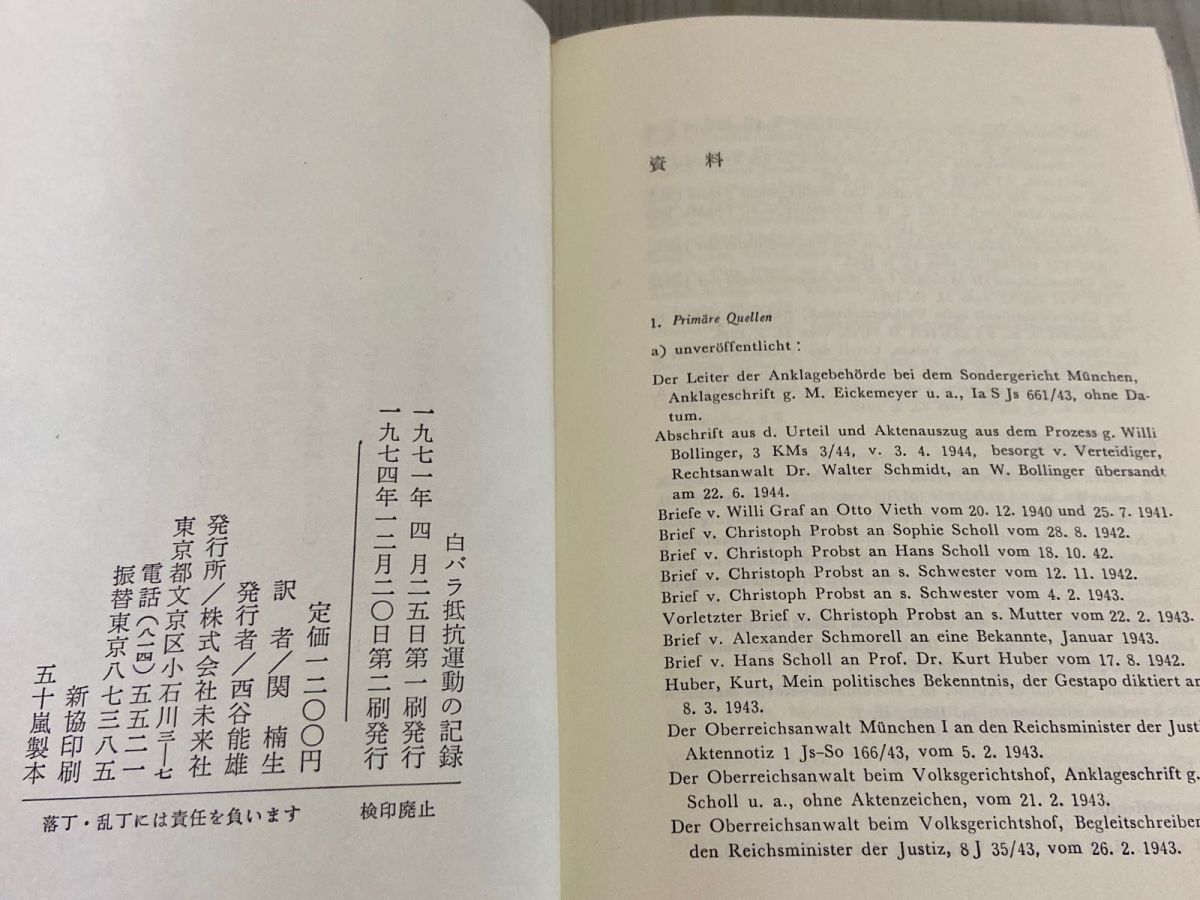 白バラ抵抗運動の記録
一九七一年 四 月二五日第一刷発行
一九七四年一二月二〇日第二刷発行
定価一二〇〇円
訳 者/関 楠生
発行者/西谷能雄
発行所/株式会社未来社
東京都文京区小石川三―七
電話(八一四)五五二一
振替東京八七三八五
新協印刷
五十嵐製本
検印廃止
落丁・乱丁には責任を負います
資 料
1. Primäre Quellen
a) unveröffentlicht:
Der Leiter der Anklagebehörde bei dem Sondergericht München,
Anklageschrift g. M. Eickemeyer u. a., Ia S Js 661/43, ohne Da-
tum.
Abschrift aus d. Urteil und Aktenauszug aus dem Prozess g. Willi
Bollinger, 3 KMs 3/44, v. 3. 4. 1944, besorgt v. Verteidiger,
Rechtsanwalt Dr. Walter Schmidt, an W. Bollinger übersandt
am 22. 6. 1944.
Briefe v. Willi Graf an Otto Vieth vom 20. 12. 1940 und 25. 7. 1941.
Brief v. Christoph Probst an Sophie Scholl vom 28. 8. 1942.
Brief v. Christoph Probst an Hans Scholl vom 18. 10. 42.
Brief v. Christoph Probst an s. Schwester vom 12. 11. 1942.
Brief v. Christoph Probst an s. Schwester vom 4. 2. 1943.
Vorletzter Brief v. Christoph Probst an s. Mutter vom 22. 2. 1943.
Brief v. Alexander Schmorell an eine Bekannte, Januar 1943.
Brief v. Hans Scholl an Prof. Dr. Kurt Huber vom 17. 8. 1942.
Huber, Kurt, Mein politisches Bekenntnis, der Gestapo diktiert am
8. 3. 1943.
Der Oberreichsanwalt München I an den Reichsminister der Justi
Aktennotiz 1 Js-So 166/43, vom 5. 2. 1943.
Der Oberreichsanwalt beim Volksgerichtshof, Anklageschrift g.
Scholl u. a., ohne Aktenzeichen, vom 21. 2. 1943.
Der Oberreichsanwalt beim Volksgerichtshof, Begleitschreiben
den Reichsminister der Justiz, 8 J 35/43, vom 26. 2. 1943.